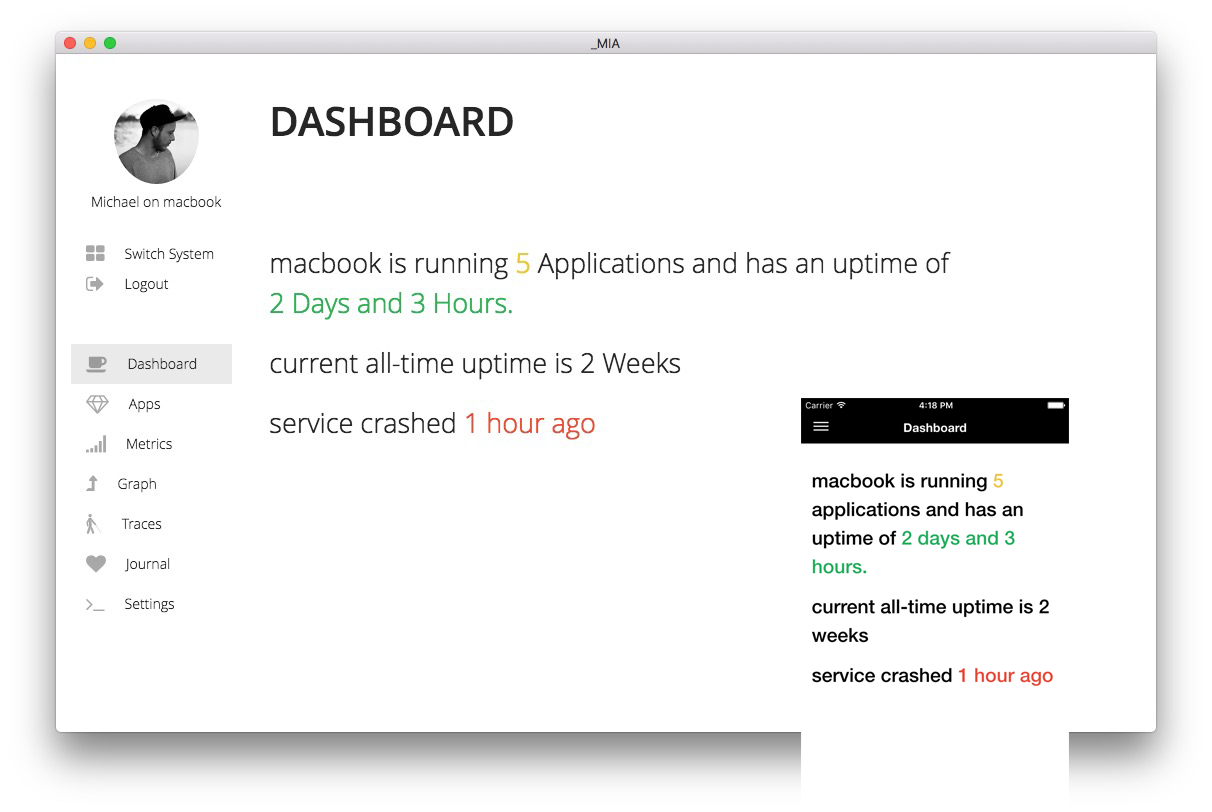 _MIA
DASHBOARD
Michael on macbook
Switch System
Logout
Dashboard
Apps
Metrics
Graph
Traces
Journal
Settings
macbook is running 5 Applications and has an uptime of
2 Days and 3 Hours.
current all-time uptime is 2 Weeks
service crashed 1 hour ago
Carrier 4:18 PM
Dashboard
macbook is running 5
applications and has an
uptime of 2 days and 3
hours.
current all-time uptime is 2
weeks
service crashed 1 hour ago